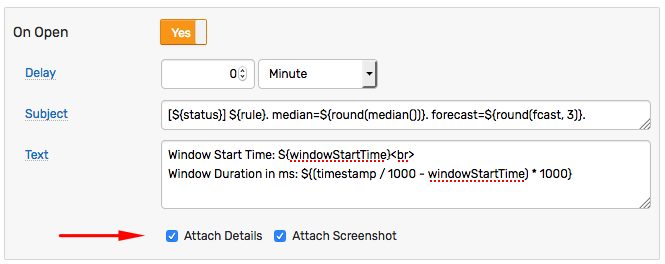 On Open Yes
Delay 0 Minute
Subject [${status}] ${rule}. median=${round(median())}. forecast=${round(fcast, 3)}.
Text Window Start Time: ${windowStartTime}<br>
Window Duration in ms: ${(timestamp / 1000 - windowStartTime) * 1000}
Attach Details Attach Screenshot